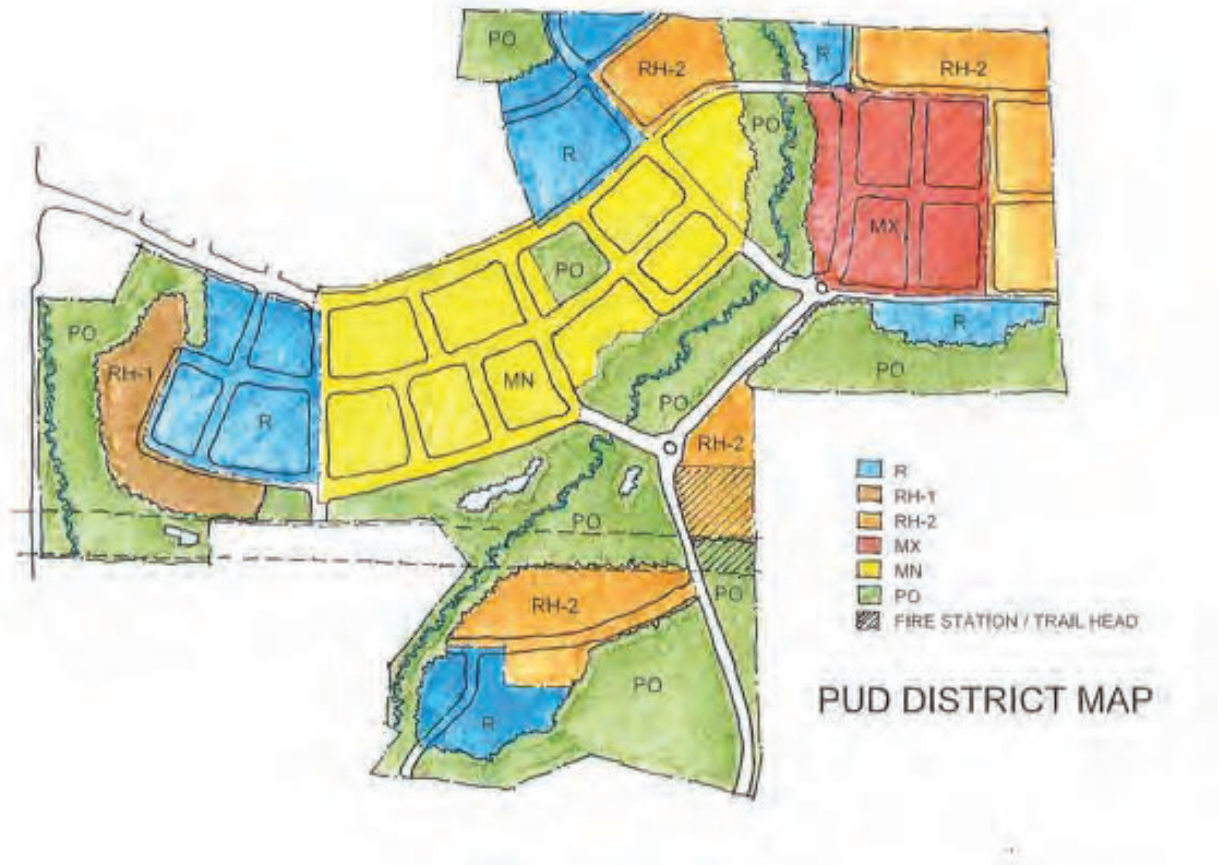 PO
RH-2
R
RH-2
PO
R
MX
PO
PO
RH-1
R
MN
R
PO
PO
RH-2
PO
RH-2
PO
PO
R
R
RH-1
RH-2
MX
MN
PO
FIRE STATION / TRAIL HEAD
PUD DISTRICT MAP